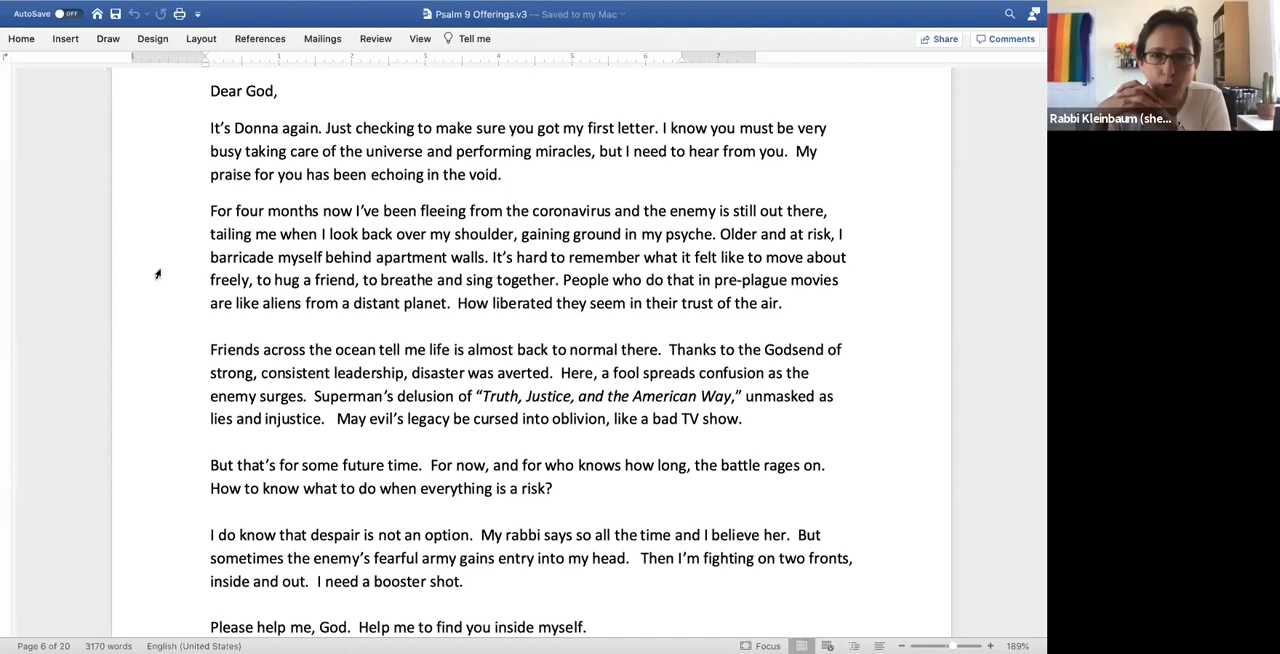 AutoSave OFF Psalm 9 Offerings.v3 — Saved to my Mac
Home Insert Draw Design Layout References Mailings Review View Tell me Share Comments
1 1 2 3 4 5 6 7
Dear God,
It's Donna again. Just checking to make sure you got my first letter. I know you must be very
busy taking care of the universe and performing miracles, but I need to hear from you.  My
praise for you has been echoing in the void.
For four months now I've been fleeing from the coronavirus and the enemy is still out there,
tailing me when I look back over my shoulder, gaining ground in my psyche. Older and at risk, I
barricade myself behind apartment walls. It's hard to remember what it felt like to move about
freely, to hug a friend, to breathe and sing together. People who do that in pre-plague movies
are like aliens from a distant planet.  How liberated they seem in their trust of the air.
Friends across the ocean tell me life is almost back to normal there.  Thanks to the Godsend of
strong, consistent leadership, disaster was averted.  Here, a fool spreads confusion as the
enemy surges.  Superman's delusion of "Truth, Justice, and the American Way," unmasked as
lies and injustice.   May evil's legacy be cursed into oblivion, like a bad TV show.
But that's for some future time.  For now, and for who knows how long, the battle rages on.
How to know what to do when everything is a risk?
I do know that despair is not an option.  My rabbi says so all the time and I believe her.  But
sometimes the enemy's fearful army gains entry into my head.   Then I'm fighting on two fronts,
inside and out.  I need a booster shot.
Please help me, God.  Help me to find you inside myself.
Page 6 of 20 3170 words English (United States) Focus 189%
Rabbi Kleinbaum (she...